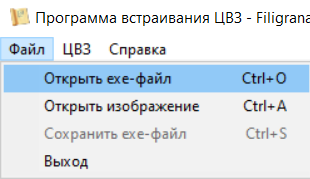 Программа встраивания ЦВЗ - Filigrana
Файл ЦВЗ Справка
Открыть exe-файл Ctrl+O
Открыть изображение Ctrl+A
Сохранить exe-файл Ctrl+S
Выход